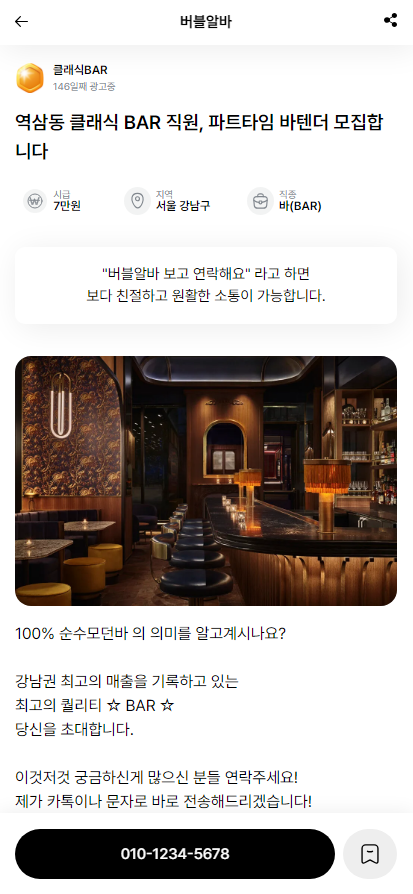 버블알바
클래식BAR
146일째 광고중
역삼동 클래식 BAR 직원, 파트타임 바텐더 모집합
니다
시급
7만원
지역
서울 강남구
직종
바(BAR)
"버블알바 보고 연락해요" 라고 하면
보다 친절하고 원활한 소통이 가능합니다.
100% 순수모던바 의 의미를 알고계시나요?
강남권 최고의 매출을 기록하고 있는
최고의 퀄리티 ☆ BAR ☆
당신을 초대합니다.
이것저것 궁금하신게 많으신 분들 연락주세요!
제가 카톡이나 문자로 바로 전송해드리겠습니다!
010-1234-5678